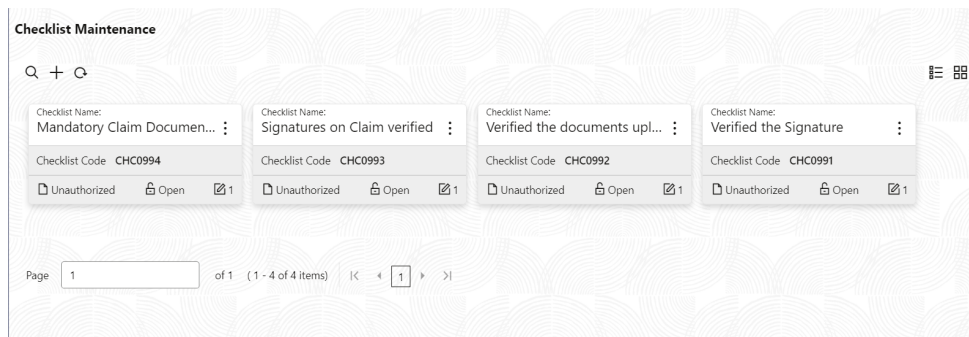 Checklist Maintenance
Checklist Name:
Mandatory Claim Documen...
Checklist Code CHC0994
Unauthorized Open 1
Checklist Name:
Signatures on Claim verified
Checklist Code CHC0993
Unauthorized Open 1
Checklist Name:
Verified the documents upl...
Checklist Code CHC0992
Unauthorized Open 1
Checklist Name:
Verified the Signature
Checklist Code CHC0991
Unauthorized Open 1
Page 1 of 1 ( 1 - 4 of 4 items) 1